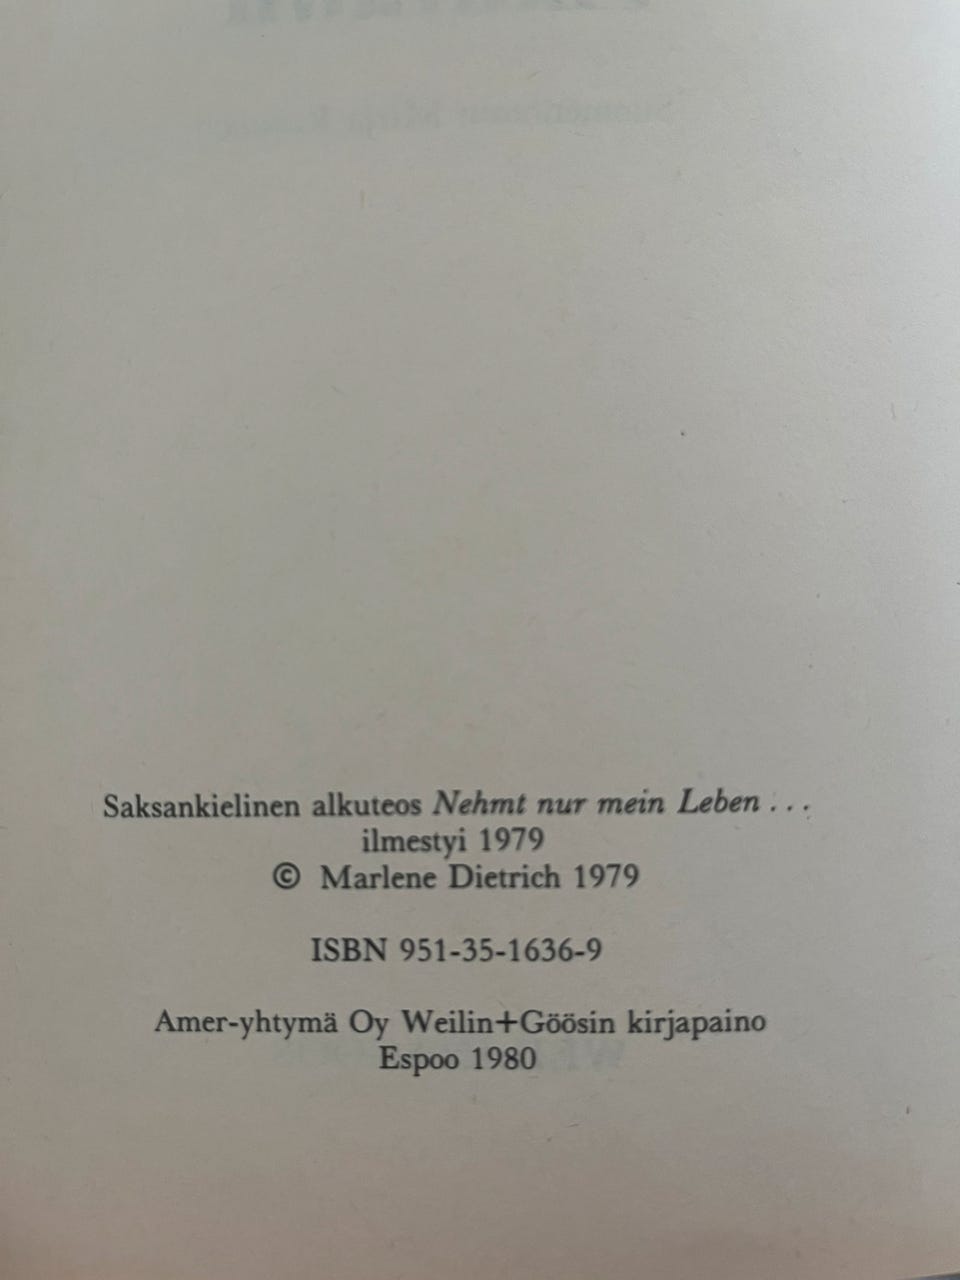 Saksankielinen alkuteos Nehmt nur mein Leben . . .
ilmestyi 1979
© Marlene Dietrich 1979
ISBN 951-35-1636-9
Amer-yhtymä Oy Weilin+Göösin kirjapaino
Espoo 1980